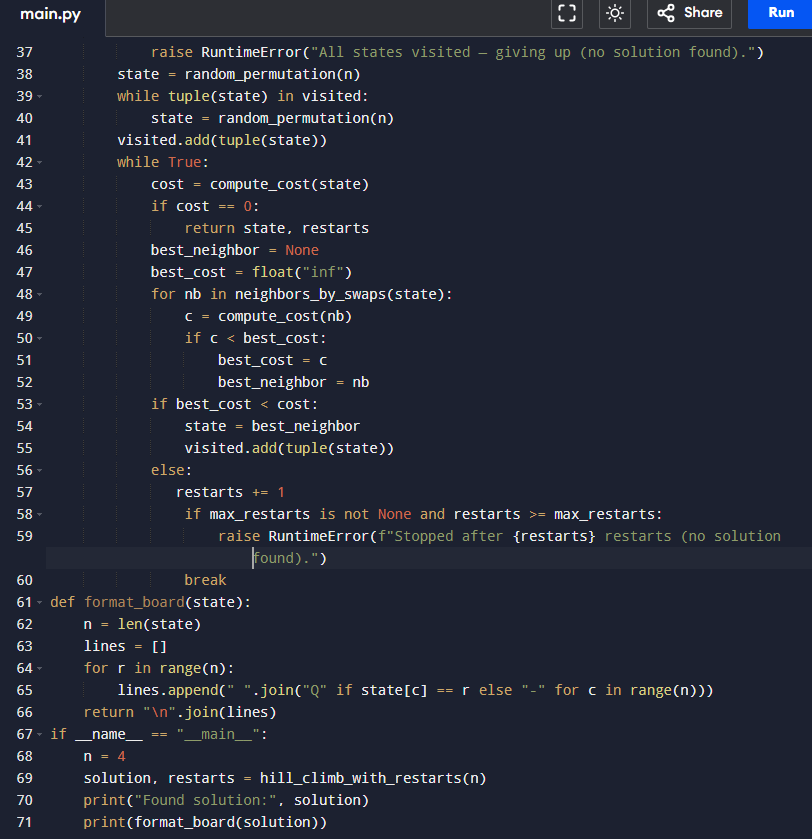 main.py
Share
Run
37 raise RuntimeError("All states visited — giving up (no solution found).")
38 state = random_permutation(n)
39 while tuple(state) in visited:
40 state = random_permutation(n)
41 visited.add(tuple(state))
42 while True:
43 cost = compute_cost(state)
44 if cost == 0:
45 return state, restarts
46 best_neighbor = None
47 best_cost = float("inf")
48 for nb in neighbors_by_swaps(state):
49 c = compute_cost(nb)
50 if c < best_cost:
51 best_cost = c
52 best_neighbor = nb
53 if best_cost < cost:
54 state = best_neighbor
55 visited.add(tuple(state))
56 else:
57 restarts += 1
58 if max_restarts is not None and restarts >= max_restarts:
59 raise RuntimeError(f"Stopped after {restarts} restarts (no solution
found).")
60 break
61 def format_board(state):
62 n = len(state)
63 lines = []
64 for r in range(n):
65 lines.append(" ".join("Q" if state[c] == r else "-" for c in range(n)))
66 return "\n".join(lines)
67 if __name__ == "__main__":
68 n = 4
69 solution, restarts = hill_climb_with_restarts(n)
70 print("Found solution:", solution)
71 print(format_board(solution))